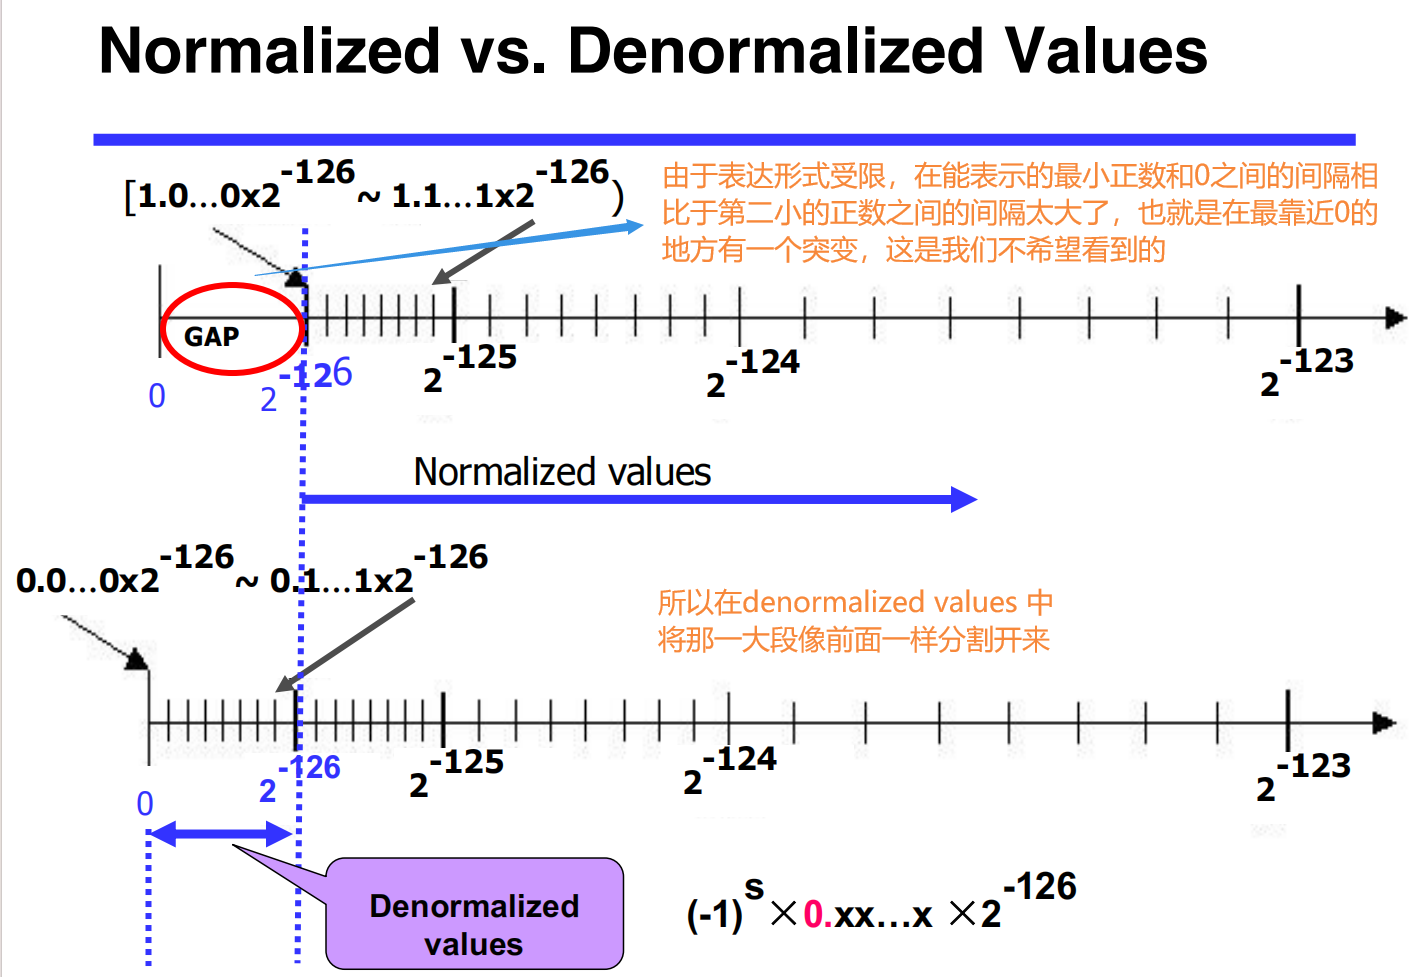 Normalized vs. Denormalized Values
[1.0...0x2^-126 ~ 1.1...1x2^-126)
由于表达形式受限，在能表示的最小正数和0之间的间隔相
比于第二小的正数之间的间隔太大了，也就是在最靠近0的
地方有一个突变，这是我们不希望看到的
GAP
0
2^-126
2^-125
2^-124
2^-123
Normalized values
0.0...0x2^-126 ~ 0.1...1x2^-126
所以在denormalized values 中
将那一大段像前面一样分割开来
0
2^-126
2^-125
2^-124
2^-123
Denormalized
values
(-1)^s ×0.xx...x ×2^-126